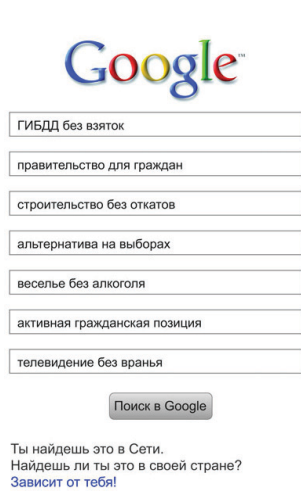 Google™
ГИБДД без взяток
правительство для граждан
строительство без откатов
альтернатива на выборах
веселье без алкоголя
активная гражданская позиция
телевидение без вранья
Поиск в Google
Ты найдешь это в Сети.
Найдешь ли ты это в своей стране?
Зависит от тебя!